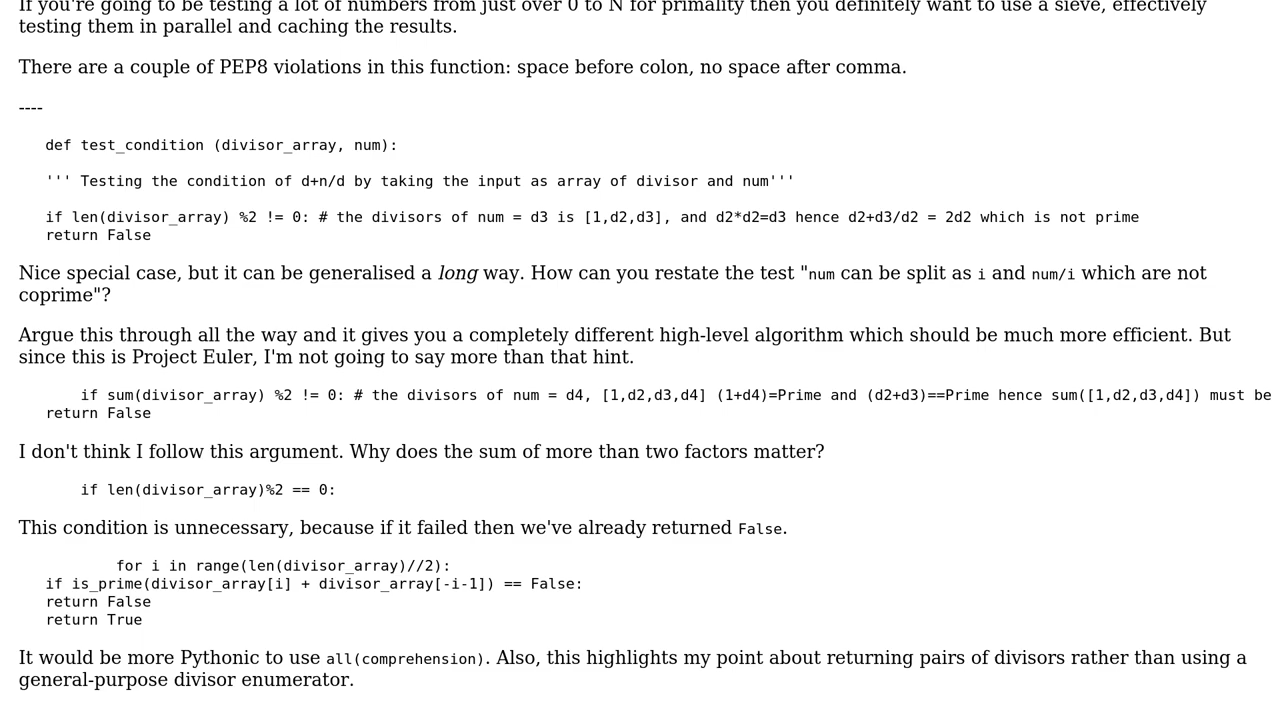 If you're going to be testing a lot of numbers from just over 0 to N for primality then you definitely want to use a sieve, effectively
testing them in parallel and caching the results.
There are a couple of PEP8 violations in this function: space before colon, no space after comma.
----
def test_condition (divisor_array, num):
''' Testing the condition of d+n/d by taking the input as array of divisor and num'''
if len(divisor_array) %2 != 0: # the divisors of num = d3 is [1,d2,d3], and d2*d2=d3 hence d2+d3/d2 = 2d2 which is not prime
return False
Nice special case, but it can be generalised a long way. How can you restate the test "num can be split as i and num/i which are not
coprime"?
Argue this through all the way and it gives you a completely different high-level algorithm which should be much more efficient. But
since this is Project Euler, I'm not going to say more than that hint.
if sum(divisor_array) %2 != 0: # the divisors of num = d4, [1,d2,d3,d4] (1+d4)=Prime and (d2+d3)==Prime hence sum([1,d2,d3,d4]) must be
return False
I don't think I follow this argument. Why does the sum of more than two factors matter?
if len(divisor_array)%2 == 0:
This condition is unnecessary, because if it failed then we've already returned False.
for i in range(len(divisor_array)//2):
if is_prime(divisor_array[i] + divisor_array[-i-1]) == False:
return False
return True
It would be more Pythonic to use all(comprehension). Also, this highlights my point about returning pairs of divisors rather than using a
general-purpose divisor enumerator.